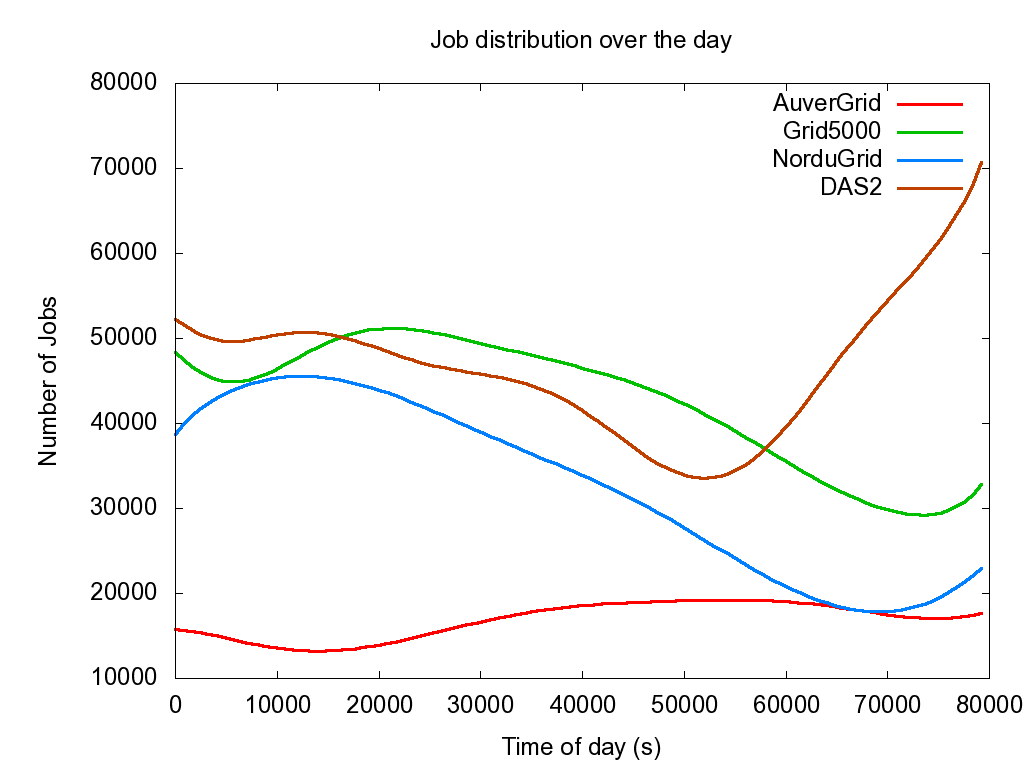 Job distribution over the day
80000
70000
60000
50000
40000
30000
20000
10000
Number of Jobs
AuverGrid
Grid5000
NorduGrid
DAS2
0 10000 20000 30000 40000 50000 60000 70000 80000
Time of day (s)